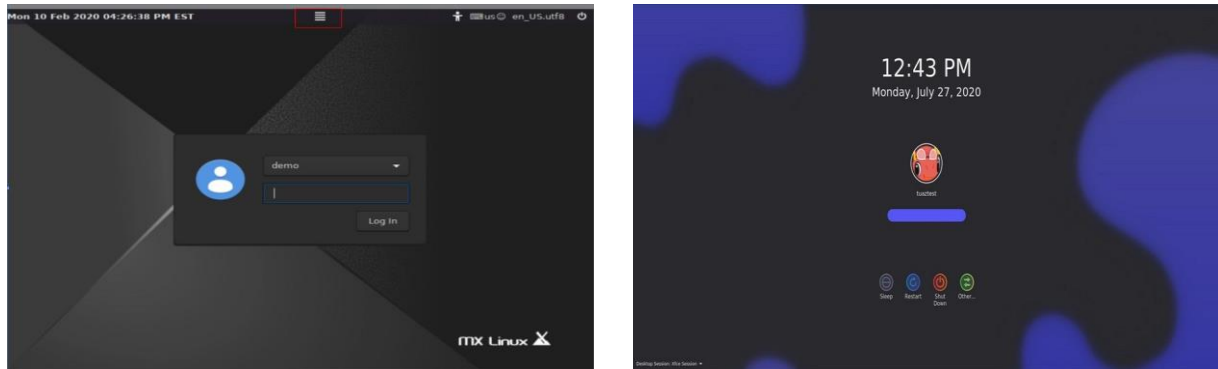 Mon 10 Feb 2020 04:26:38 PM EST
us en_US.utf8
demo
Log In
MX Linux
12:43 PM
Monday, July 27, 2020
tusztest
Sleep
Restart
Shut Down
Other...
Desktop Session: Xfce Session